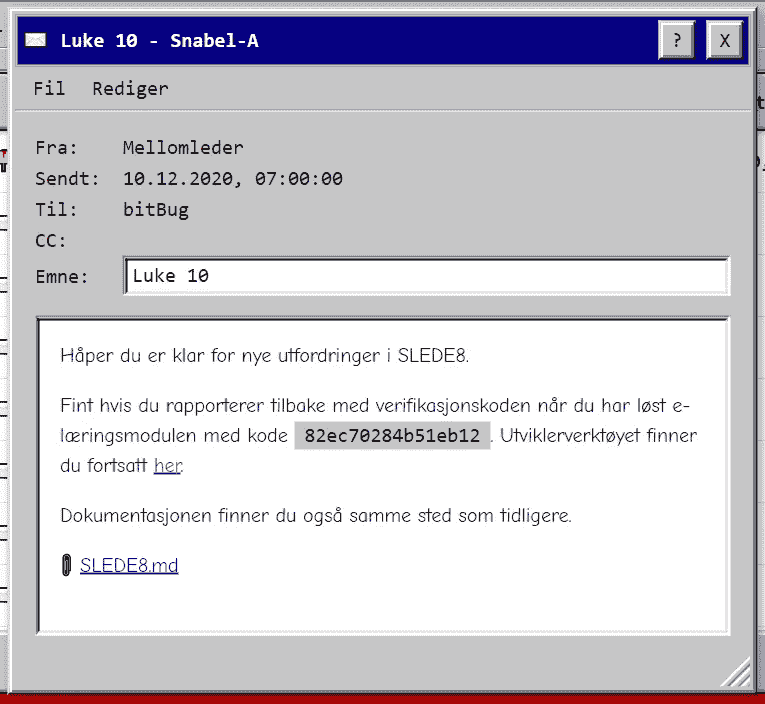 Luke 10 - Snabel-A
? X
Fil Rediger
Fra: Mellomleder
Sendt: 10.12.2020, 07:00:00
Til: bitBug
CC:
Emne: Luke 10
Håper du er klar for nye utfordringer i SLEDE8.
Fint hvis du rapporterer tilbake med verifikasjonskoden når du har løst e-
læringsmodulen med kode 82ec70284b51eb12. Utviklerverktøyet finner
du fortsatt her.
Dokumentasjonen finner du også samme sted som tidligere.
SLEDE8.md